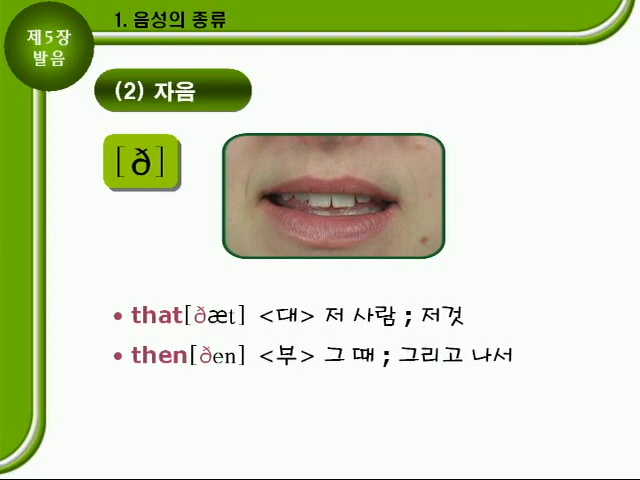 제5장
발음
1. 음성의 종류
(2) 자음
[ð]
• that[ðæt] <대> 저 사람 ; 저것
• then[ðen] <부> 그 때 ; 그리고 나서